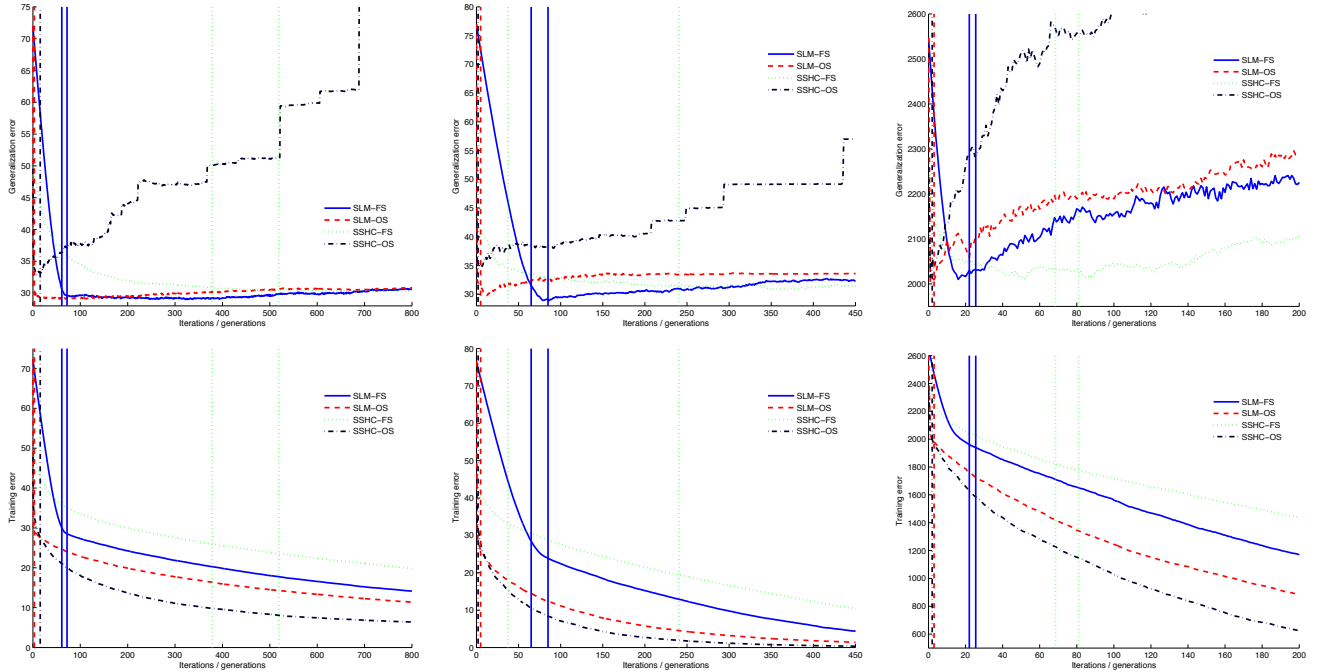 75
70
65
60
55
50
45
40
35
30
Generalization error
0 100 200 300 400 500 600 700 800
Iterations / generations
SLM−FS
SLM−OS
SSHC−FS
SSHC−OS
80
75
70
65
60
55
50
45
40
35
30
Generalization error
0 50 100 150 200 250 300 350 400 450
Iterations / generations
SLM−FS
SLM−OS
SSHC−FS
SSHC−OS
2600
2500
2400
2300
2200
2100
2000
Generalization error
0 20 40 60 80 100 120 140 160 180 200
Iterations / generations
SLM−FS
SLM−OS
SSHC−FS
SSHC−OS
70
60
50
40
30
20
10
0
Training error
0 100 200 300 400 500 600 700 800
Iterations / generations
SLM−FS
SLM−OS
SSHC−FS
SSHC−OS
80
70
60
50
40
30
20
10
0
Training error
0 50 100 150 200 250 300 350 400 450
Iterations / generations
SLM−FS
SLM−OS
SSHC−FS
SSHC−OS
2600
2400
2200
2000
1800
1600
1400
1200
1000
800
600
Training error
0 20 40 60 80 100 120 140 160 180 200
Iterations / generations
SLM−FS
SLM−OS
SSHC−FS
SSHC−OS